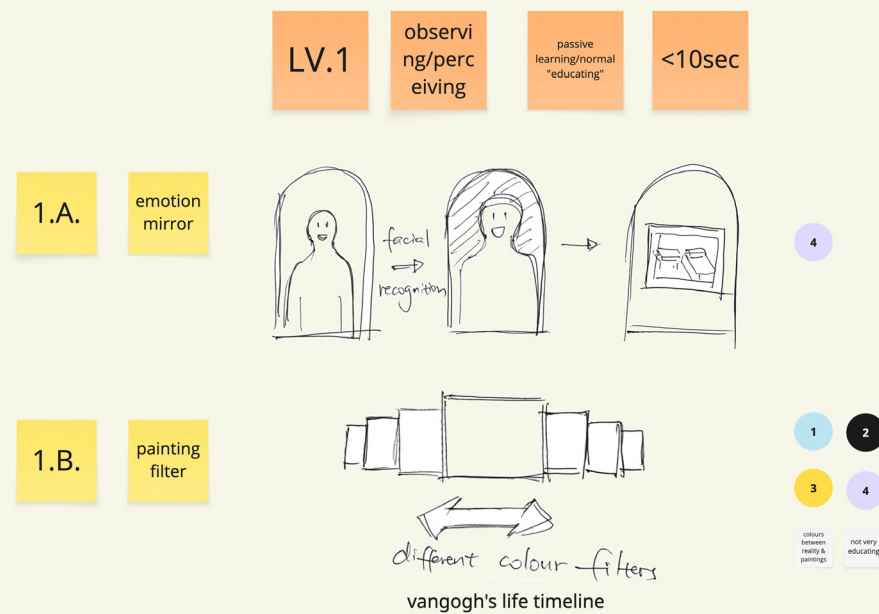 LV.1
observi
ng/perc
eiving
passive
learning/normal
"educating"
<10sec
1.A.
emotion
mirror
facial
recognition
4
1.B.
painting
filter
1
2
3
4
colours
between
reality &
paintings
not very
educating
different colour filters
vangogh's life timeline